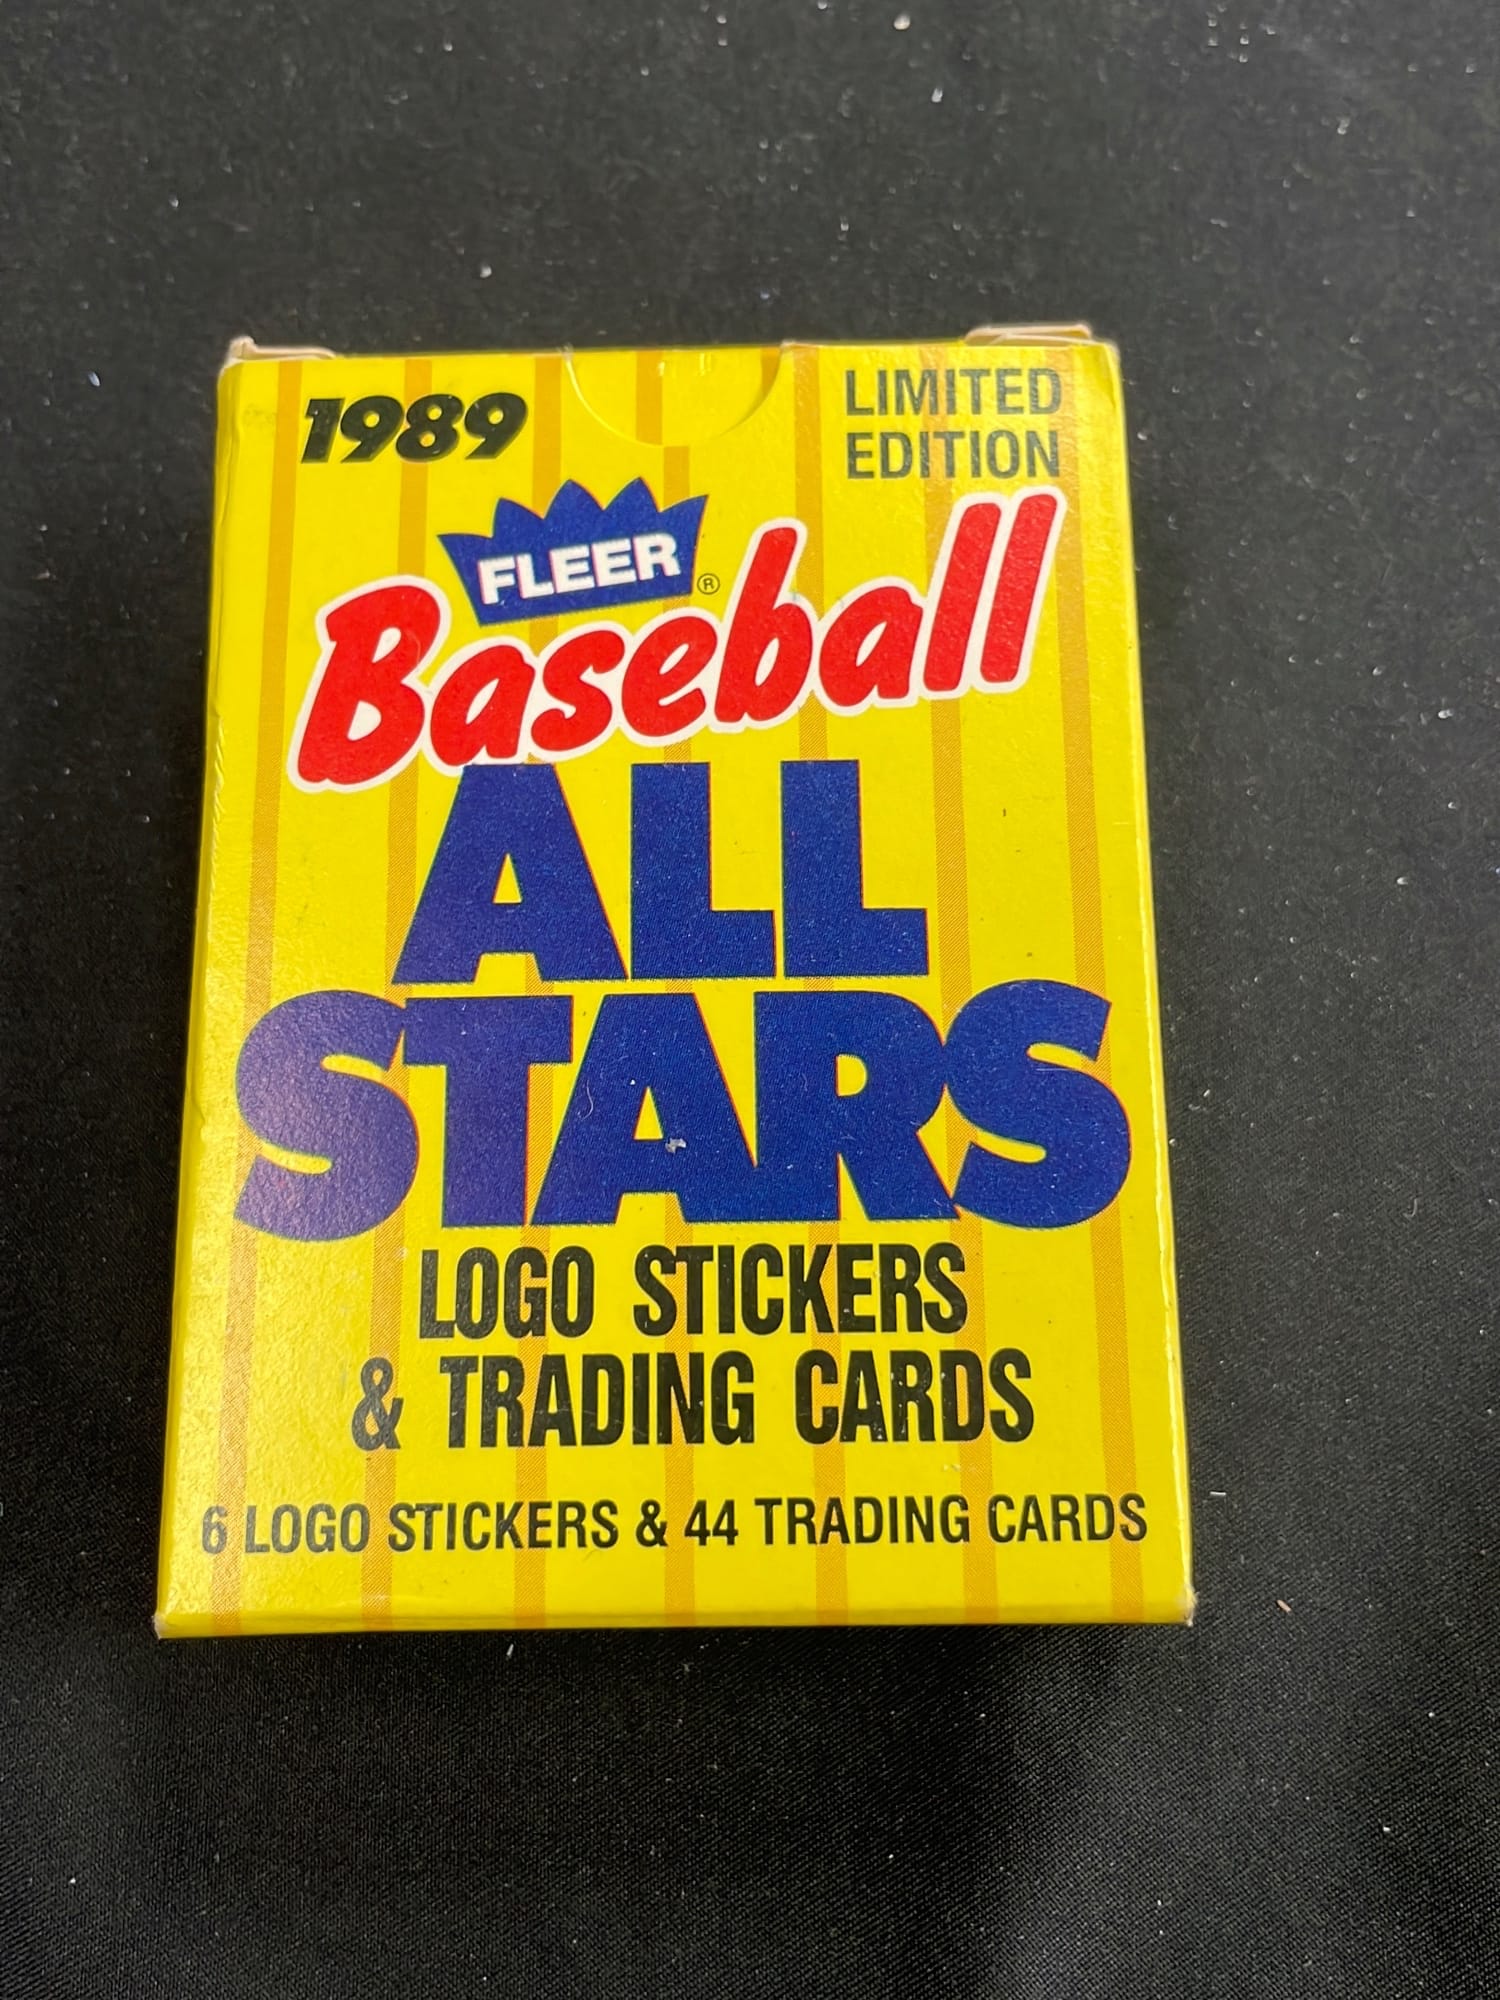 1989
LIMITED
EDITION
FLEER®
Baseball
ALL
STARS
LOGO STICKERS
& TRADING CARDS
6 LOGO STICKERS & 44 TRADING CARDS